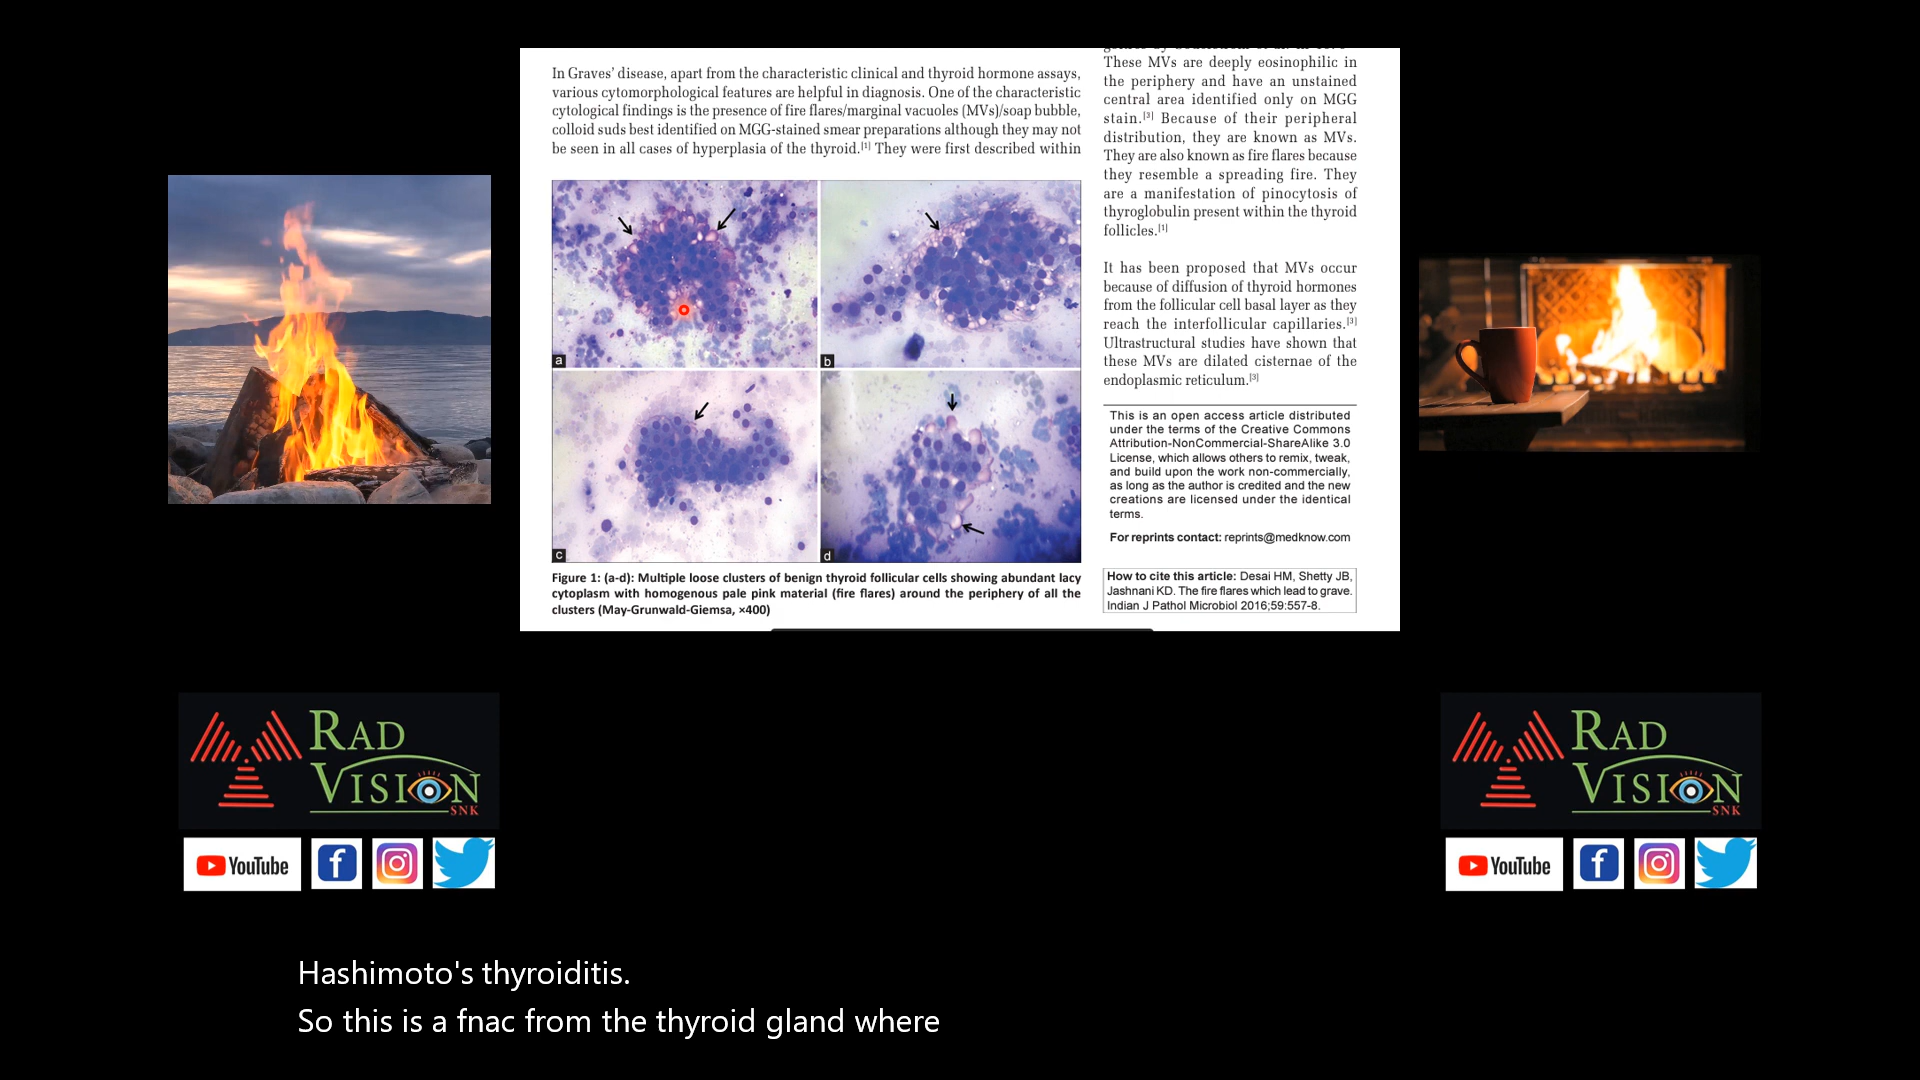 In Graves’ disease, apart from the characteristic clinical and thyroid hormone assays,
various cytomorphological features are helpful in diagnosis. One of the characteristic
cytological findings is the presence of fire flares/marginal vacuoles (MVs)/soap bubble,
colloid suds best identified on MGG-stained smear preparations although they may not
be seen in all cases of hyperplasia of the thyroid.[1] They were first described within
a
b
c
d
Figure 1: (a-d): Multiple loose clusters of benign thyroid follicular cells showing abundant lacy
cytoplasm with homogenous pale pink material (fire flares) around the periphery of all the
clusters (May-Grunwald-Giemsa, ×400)
These MVs are deeply eosinophilic in
the periphery and have an unstained
central area identified only on MGG
stain.[3] Because of their peripheral
distribution, they are known as MVs.
They are also known as fire flares because
they resemble a spreading fire. They
are a manifestation of pinocytosis of
thyroglobulin present within the thyroid
follicles.[1]
It has been proposed that MVs occur
because of diffusion of thyroid hormones
from the follicular cell basal layer as they
reach the interfollicular capillaries.[3]
Ultrastructural studies have shown that
these MVs are dilated cisternae of the
endoplasmic reticulum.[3]
This is an open access article distributed
under the terms of the Creative Commons
Attribution-NonCommercial-ShareAlike 3.0
License, which allows others to remix, tweak,
and build upon the work non-commercially,
as long as the author is credited and the new
creations are licensed under the identical
terms.
For reprints contact: reprints@medknow.com
How to cite this article: Desai HM, Shetty JB,
Jashnani KD. The fire flares which lead to grave.
Indian J Pathol Microbiol 2016;59:557-8.
RAD
VISION
SNK
YouTube
RAD
VISION
SNK
YouTube
Hashimoto's thyroiditis.
So this is a fnac from the thyroid gland where